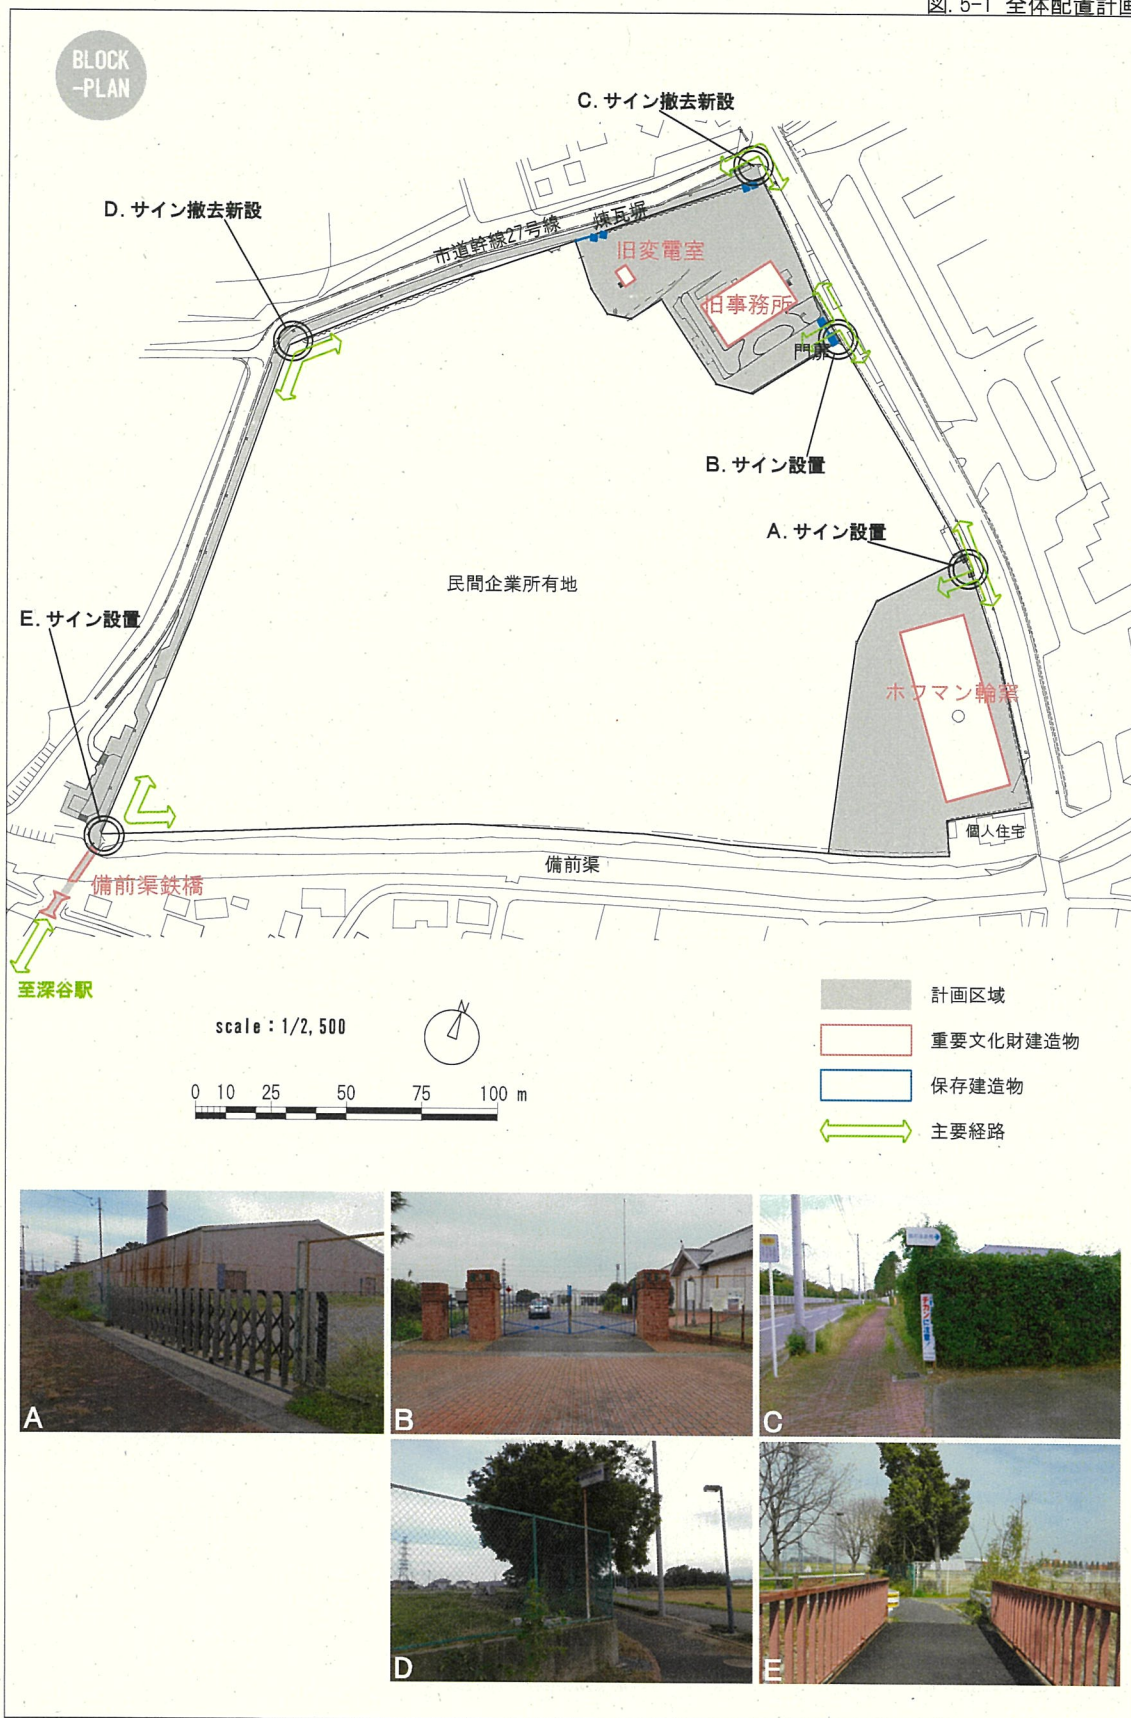 図.5-1 全体配置計画
BLOCK
-PLAN
C.サイン撤去新設
D.サイン撤去新設
市道幹線27号線
煉瓦塀
旧変電室
旧事務所
門扉
B.サイン設置
A.サイン設置
民間企業所有地
E.サイン設置
ホフマン輪窯
個人住宅
備前渠
備前渠鉄橋
至深谷駅
scale：1/2,500
N
0 10 25 50 75 100 m
計画区域
重要文化財建造物
保存建造物
主要経路
A
B
C
D
E